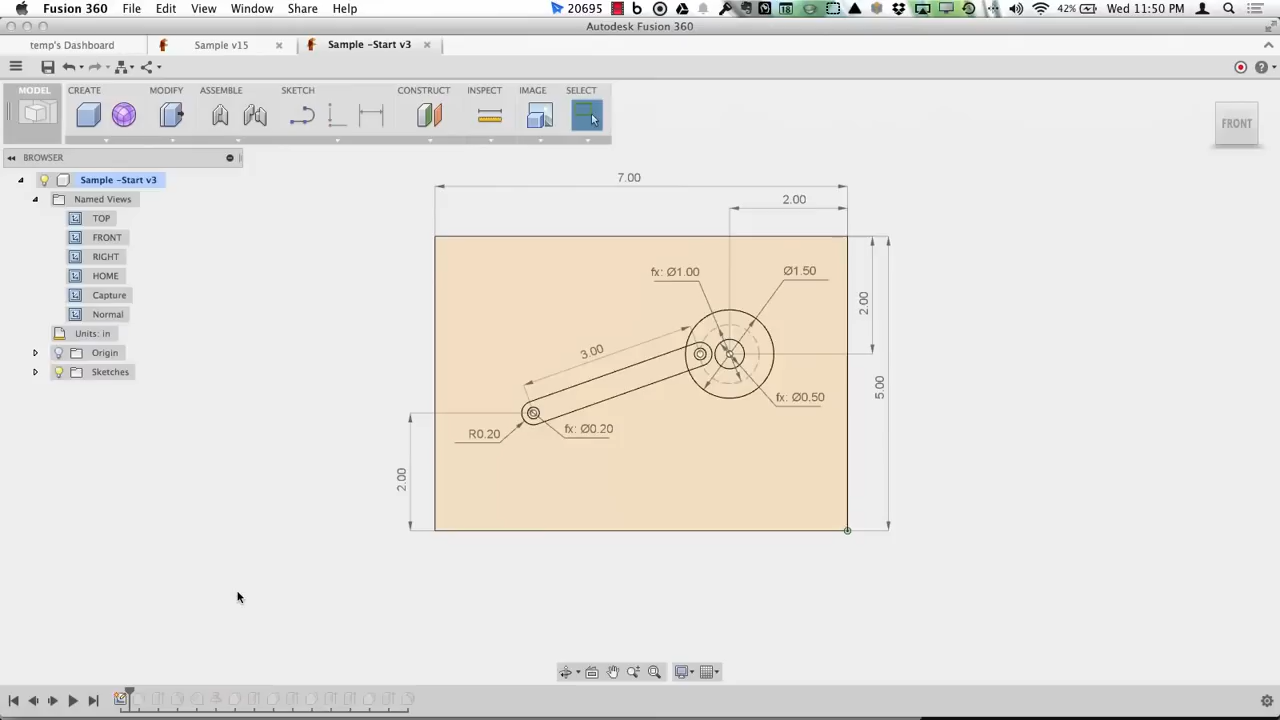 Fusion 360 File Edit View Window Share Help 20695 18 42% Wed 11:50 PM
Autodesk Fusion 360
temp's Dashboard Sample v15 Sample -Start v3
MODEL CREATE MODIFY ASSEMBLE SKETCH CONSTRUCT INSPECT IMAGE SELECT
FRONT
BROWSER
Sample -Start v3
Named Views
TOP
FRONT
RIGHT
HOME
Capture
Normal
Units: in
Origin
Sketches
7.00
2.00
fx: Ø1.00
Ø1.50
2.00
3.00
5.00
fx: Ø0.50
R0.20
fx: Ø0.20
2.00